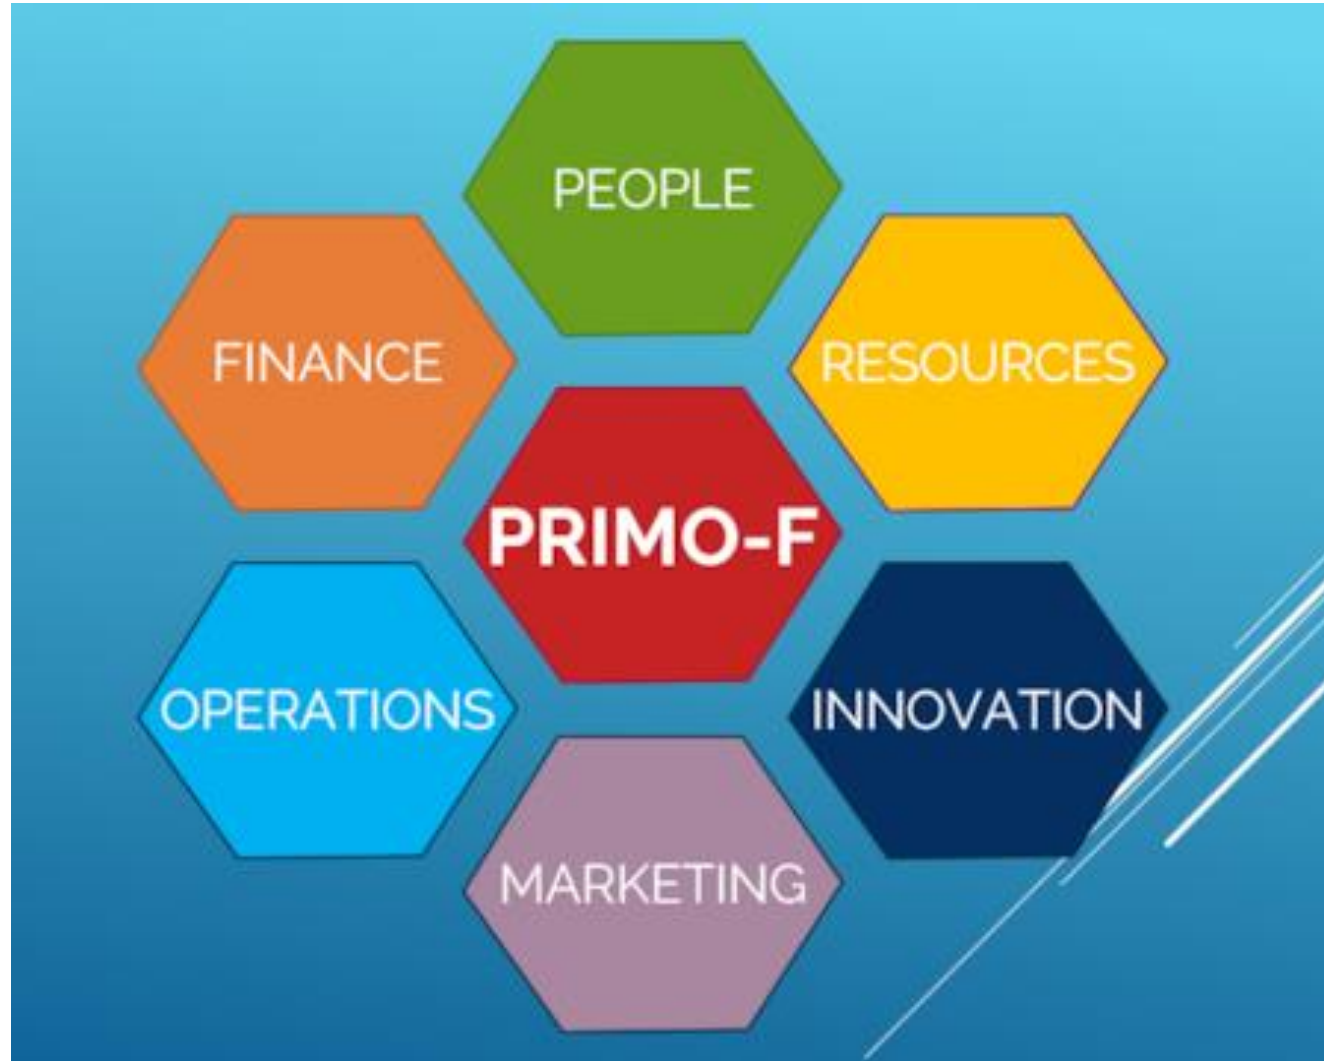 PEOPLE
FINANCE
RESOURCES
PRIMO-F
OPERATIONS
INNOVATION
MARKETING